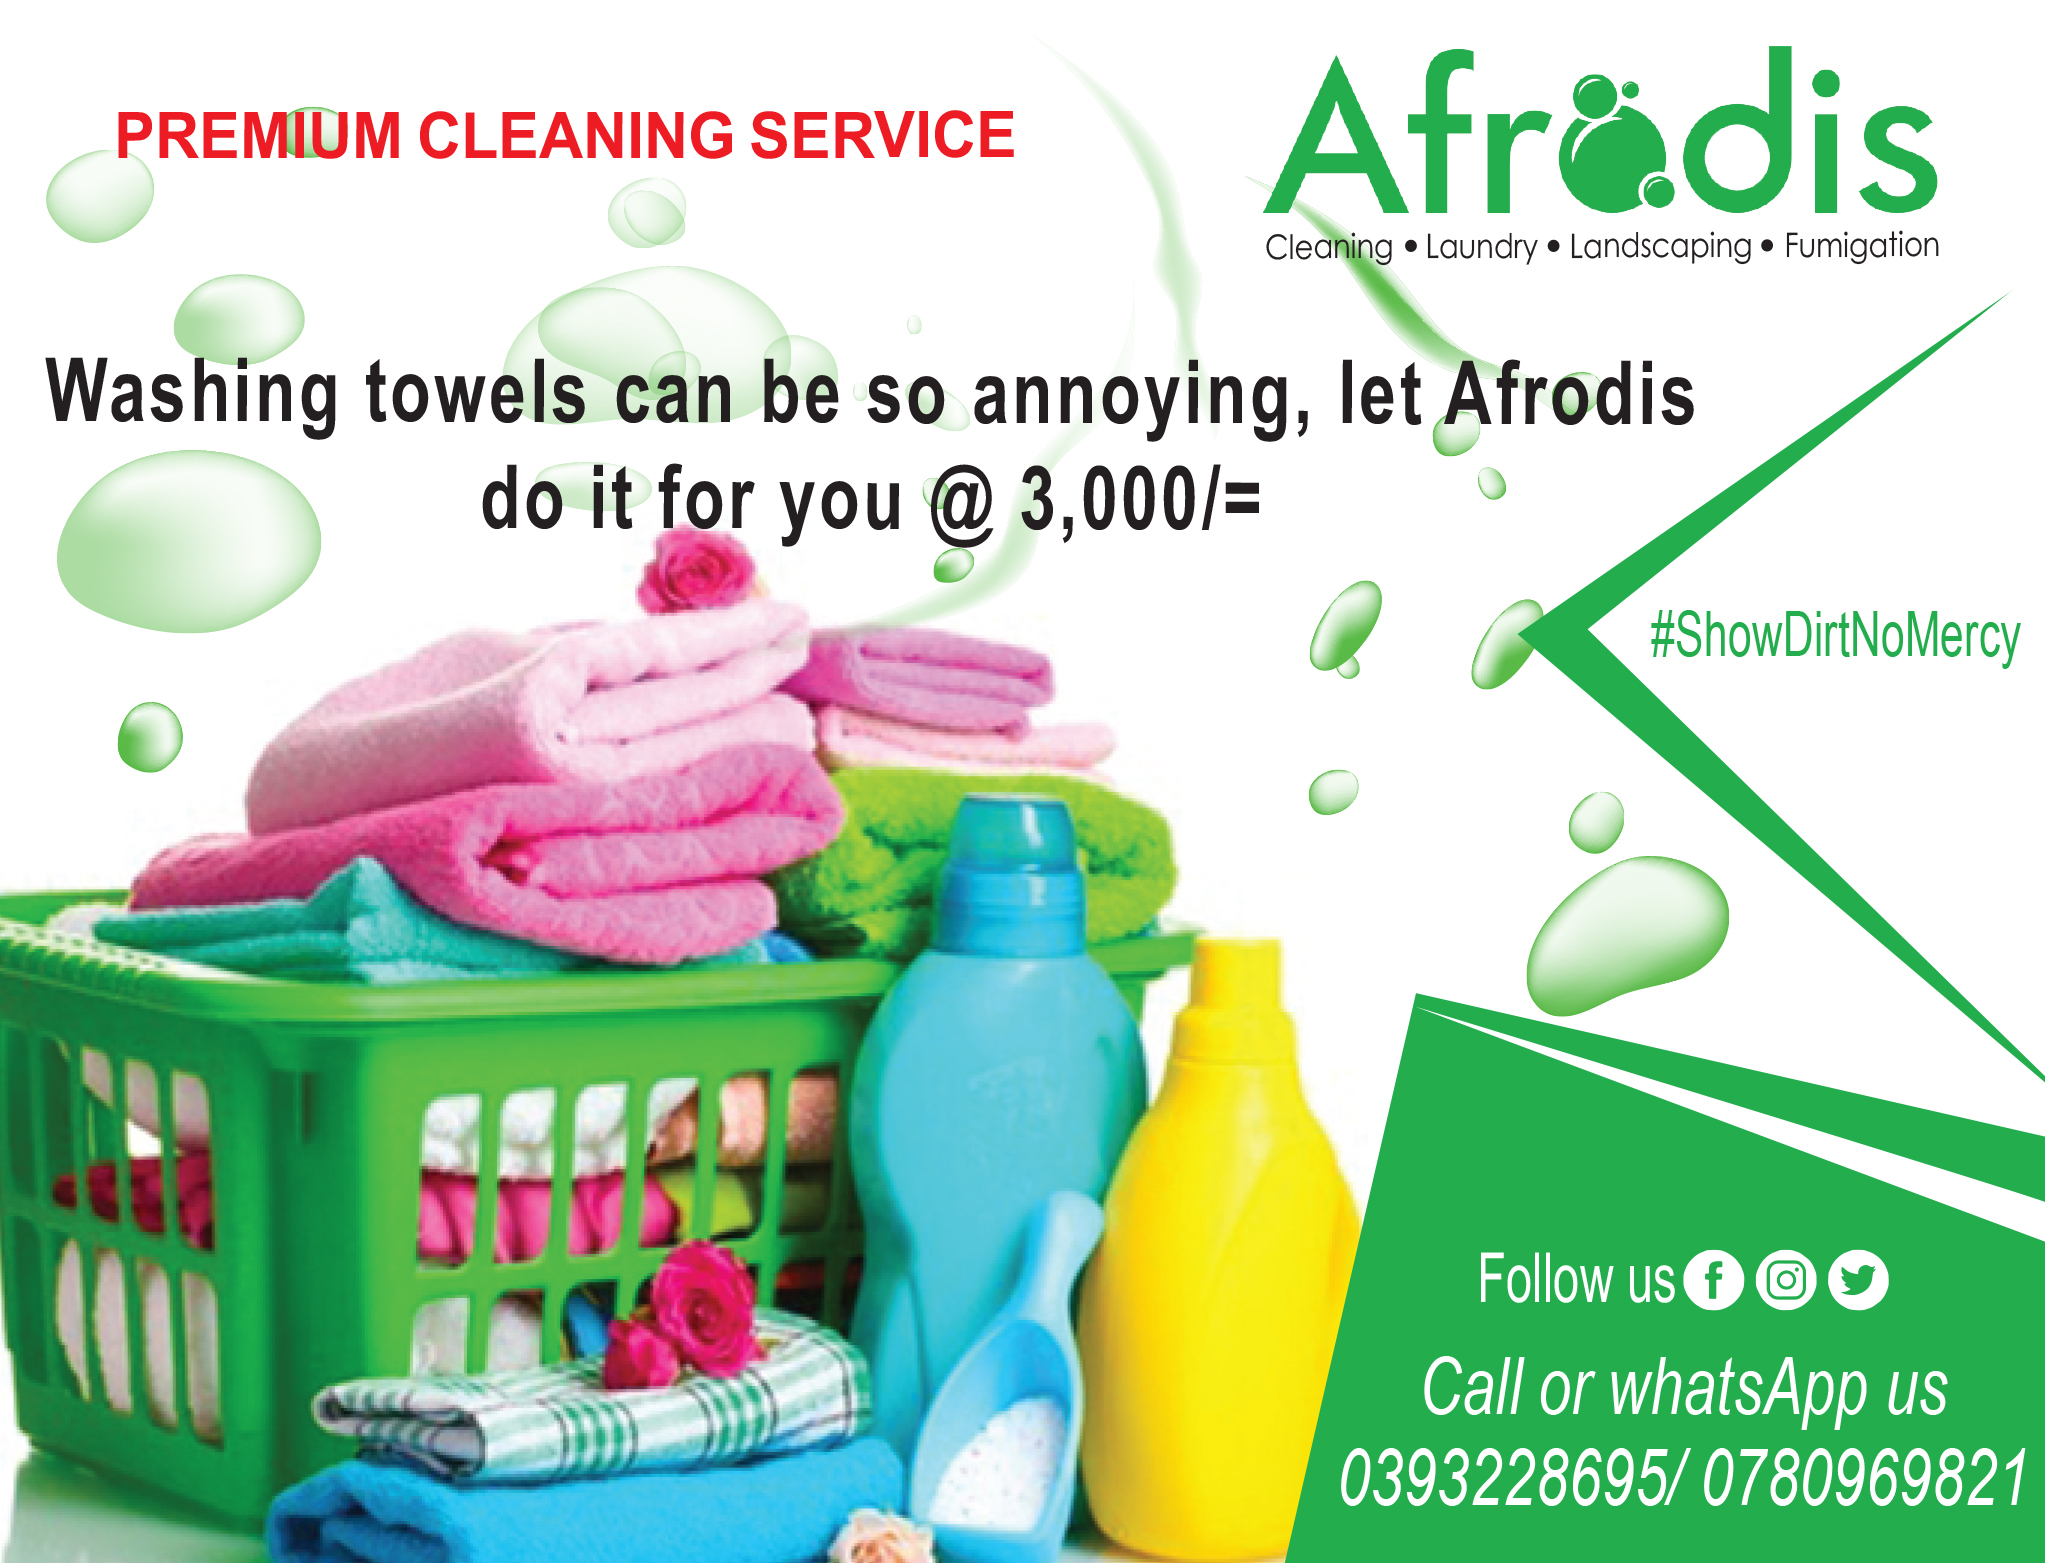 PREMIUM CLEANING SERVICE
Afrodis
Cleaning • Laundry • Landscaping • Fumigation
Washing towels can be so annoying, let Afrodis
do it for you @ 3,000/=
#ShowDirtNoMercy
Follow us
Call or whatsApp us
0393228695/ 0780969821